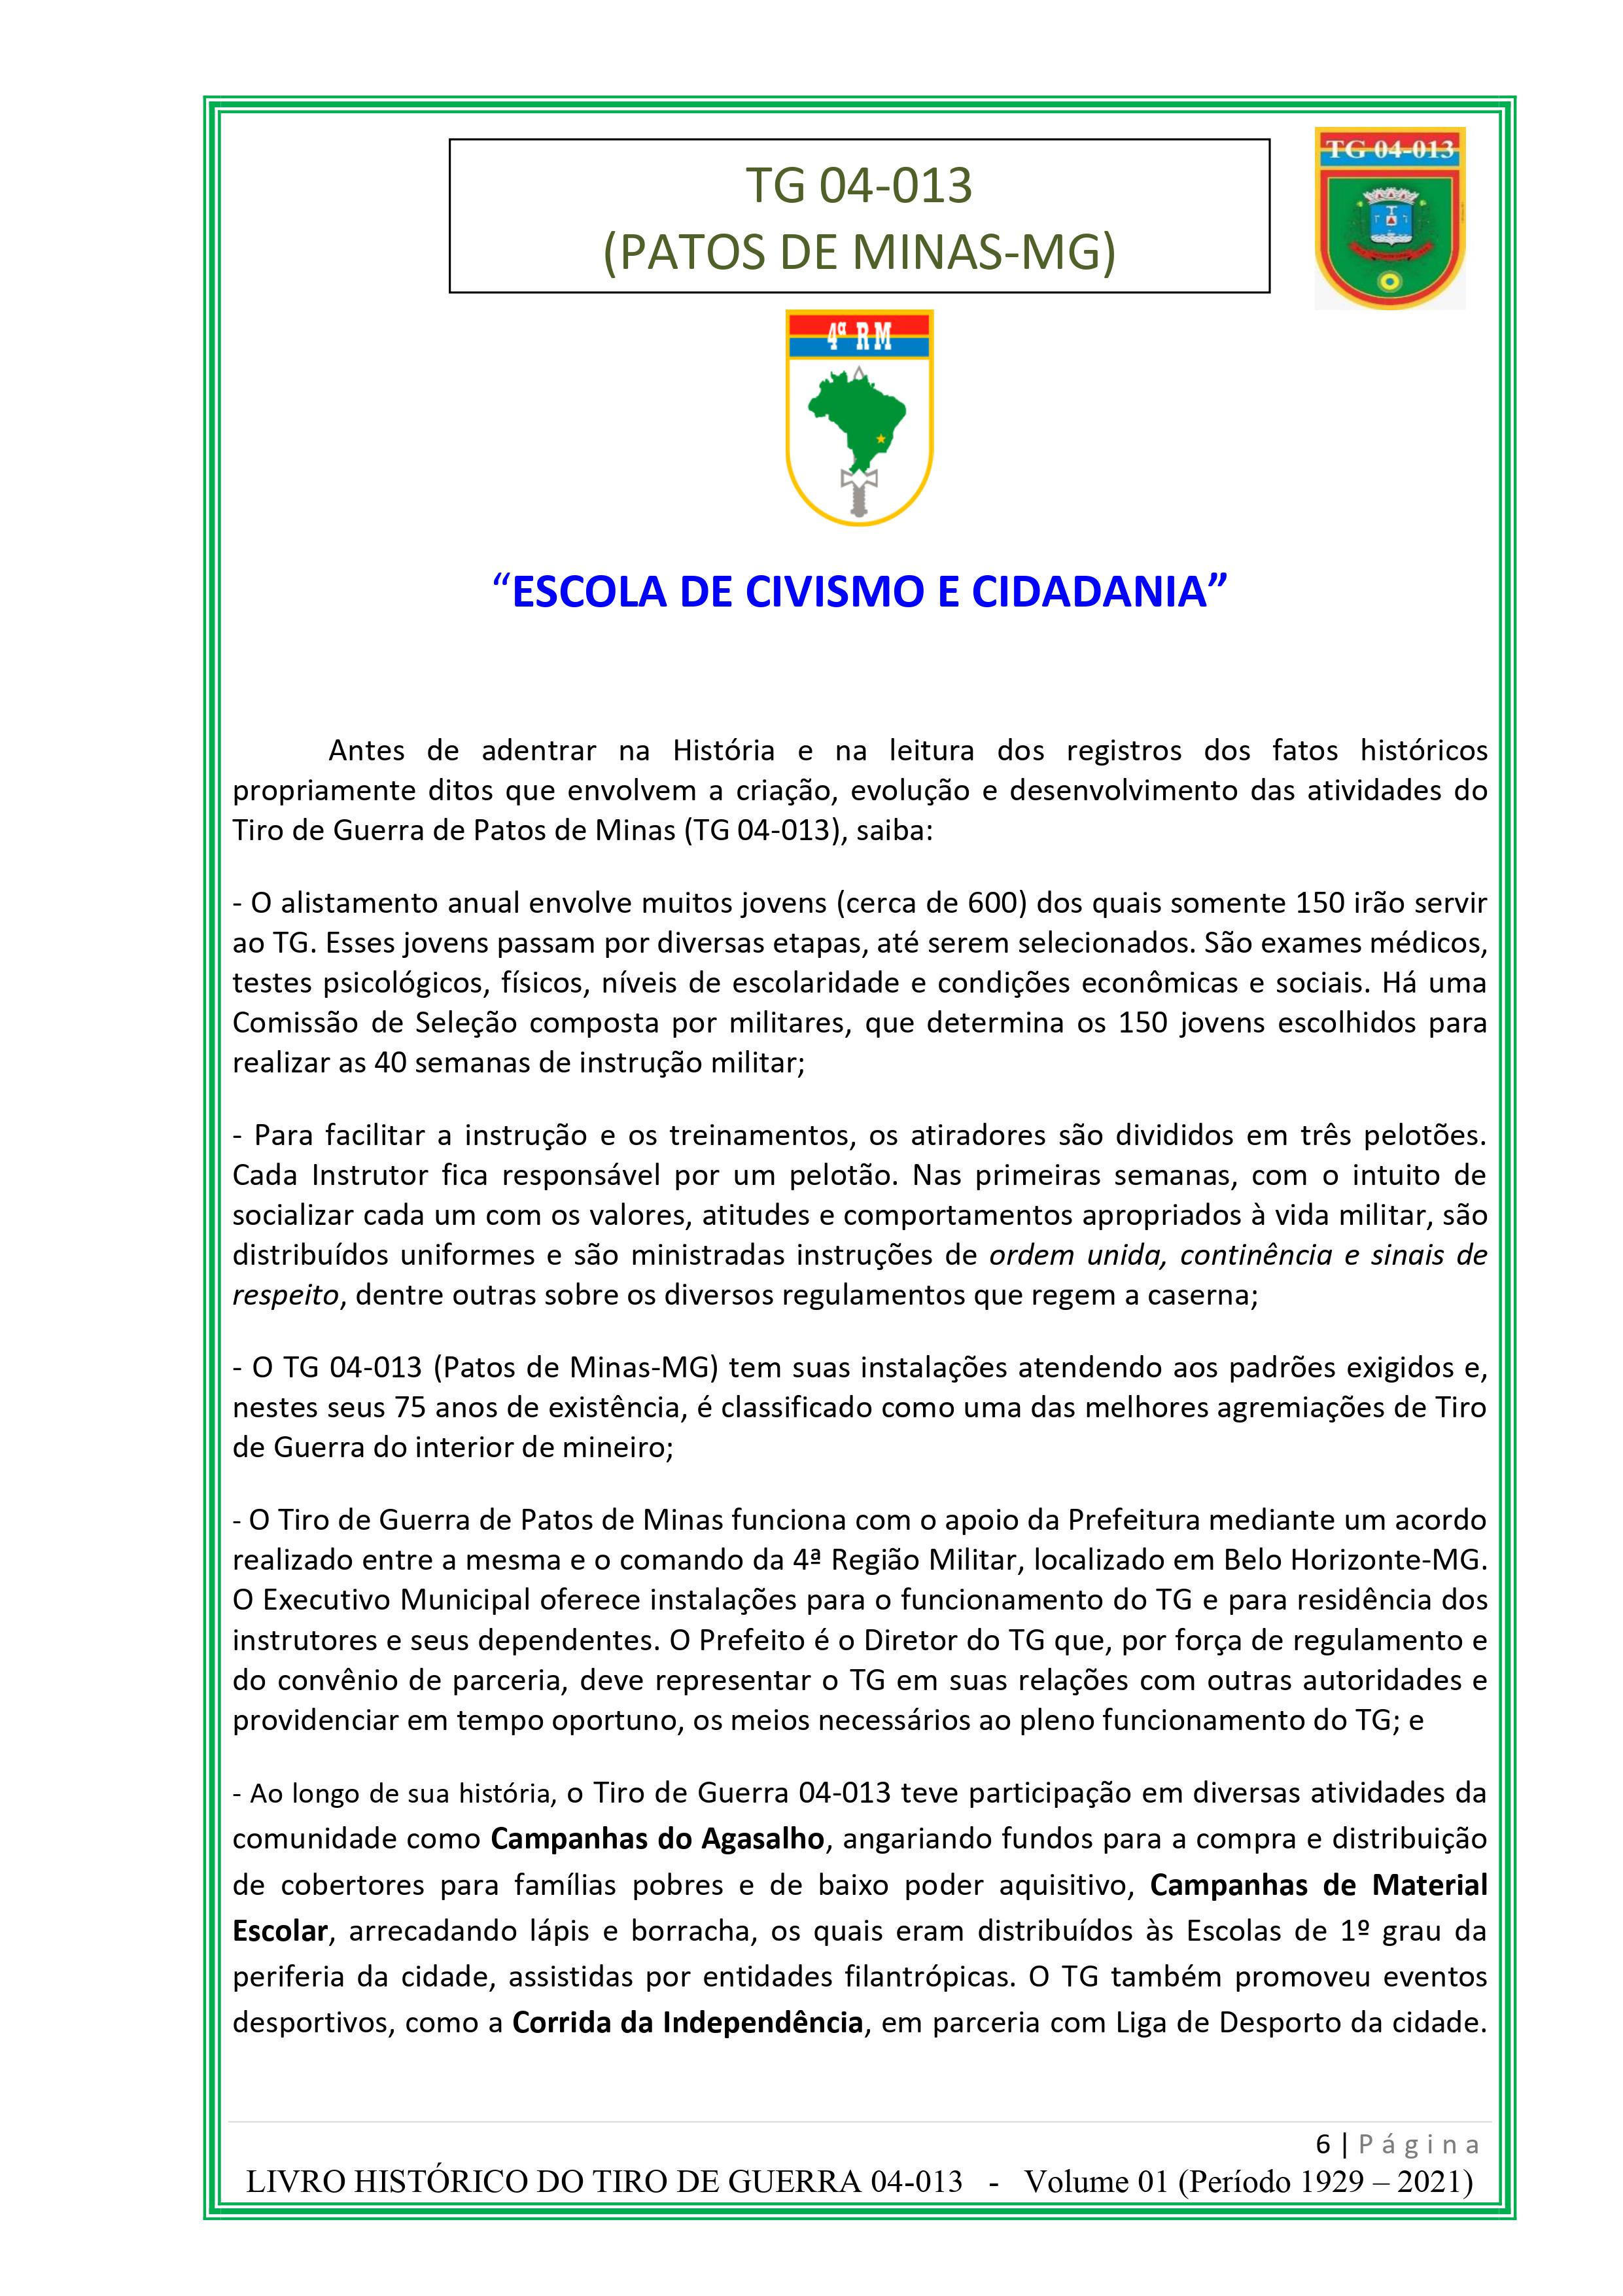 TG 04-013
TG 04-013
(PATOS DE MINAS-MG)
4ª RM
“ESCOLA DE CIVISMO E CIDADANIA”
Antes de adentrar na História e na leitura dos registros dos fatos históricos
propriamente ditos que envolvem a criação, evolução e desenvolvimento das atividades do
Tiro de Guerra de Patos de Minas (TG 04-013), saiba:
- O alistamento anual envolve muitos jovens (cerca de 600) dos quais somente 150 irão servir
ao TG. Esses jovens passam por diversas etapas, até serem selecionados. São exames médicos,
testes psicológicos, físicos, níveis de escolaridade e condições econômicas e sociais. Há uma
Comissão de Seleção composta por militares, que determina os 150 jovens escolhidos para
realizar as 40 semanas de instrução militar;
- Para facilitar a instrução e os treinamentos, os atiradores são divididos em três pelotões.
Cada Instrutor fica responsável por um pelotão. Nas primeiras semanas, com o intuito de
socializar cada um com os valores, atitudes e comportamentos apropriados à vida militar, são
distribuídos uniformes e são ministradas instruções de ordem unida, continência e sinais de
respeito, dentre outras sobre os diversos regulamentos que regem a caserna;
- O TG 04-013 (Patos de Minas-MG) tem suas instalações atendendo aos padrões exigidos e,
nestes seus 75 anos de existência, é classificado como uma das melhores agremiações de Tiro
de Guerra do interior de mineiro;
- O Tiro de Guerra de Patos de Minas funciona com o apoio da Prefeitura mediante um acordo
realizado entre a mesma e o comando da 4ª Região Militar, localizado em Belo Horizonte-MG.
O Executivo Municipal oferece instalações para o funcionamento do TG e para residência dos
instrutores e seus dependentes. O Prefeito é o Diretor do TG que, por força de regulamento e
do convênio de parceria, deve representar o TG em suas relações com outras autoridades e
providenciar em tempo oportuno, os meios necessários ao pleno funcionamento do TG; e
- Ao longo de sua história, o Tiro de Guerra 04-013 teve participação em diversas atividades da
comunidade como Campanhas do Agasalho, angariando fundos para a compra e distribuição
de cobertores para famílias pobres e de baixo poder aquisitivo, Campanhas de Material
Escolar, arrecadando lápis e borracha, os quais eram distribuídos às Escolas de 1º grau da
periferia da cidade, assistidas por entidades filantrópicas. O TG também promoveu eventos
desportivos, como a Corrida da Independência, em parceria com Liga de Desporto da cidade.
6 | Página
LIVRO HISTÓRICO DO TIRO DE GUERRA 04-013 - Volume 01 (Período 1929 – 2021)